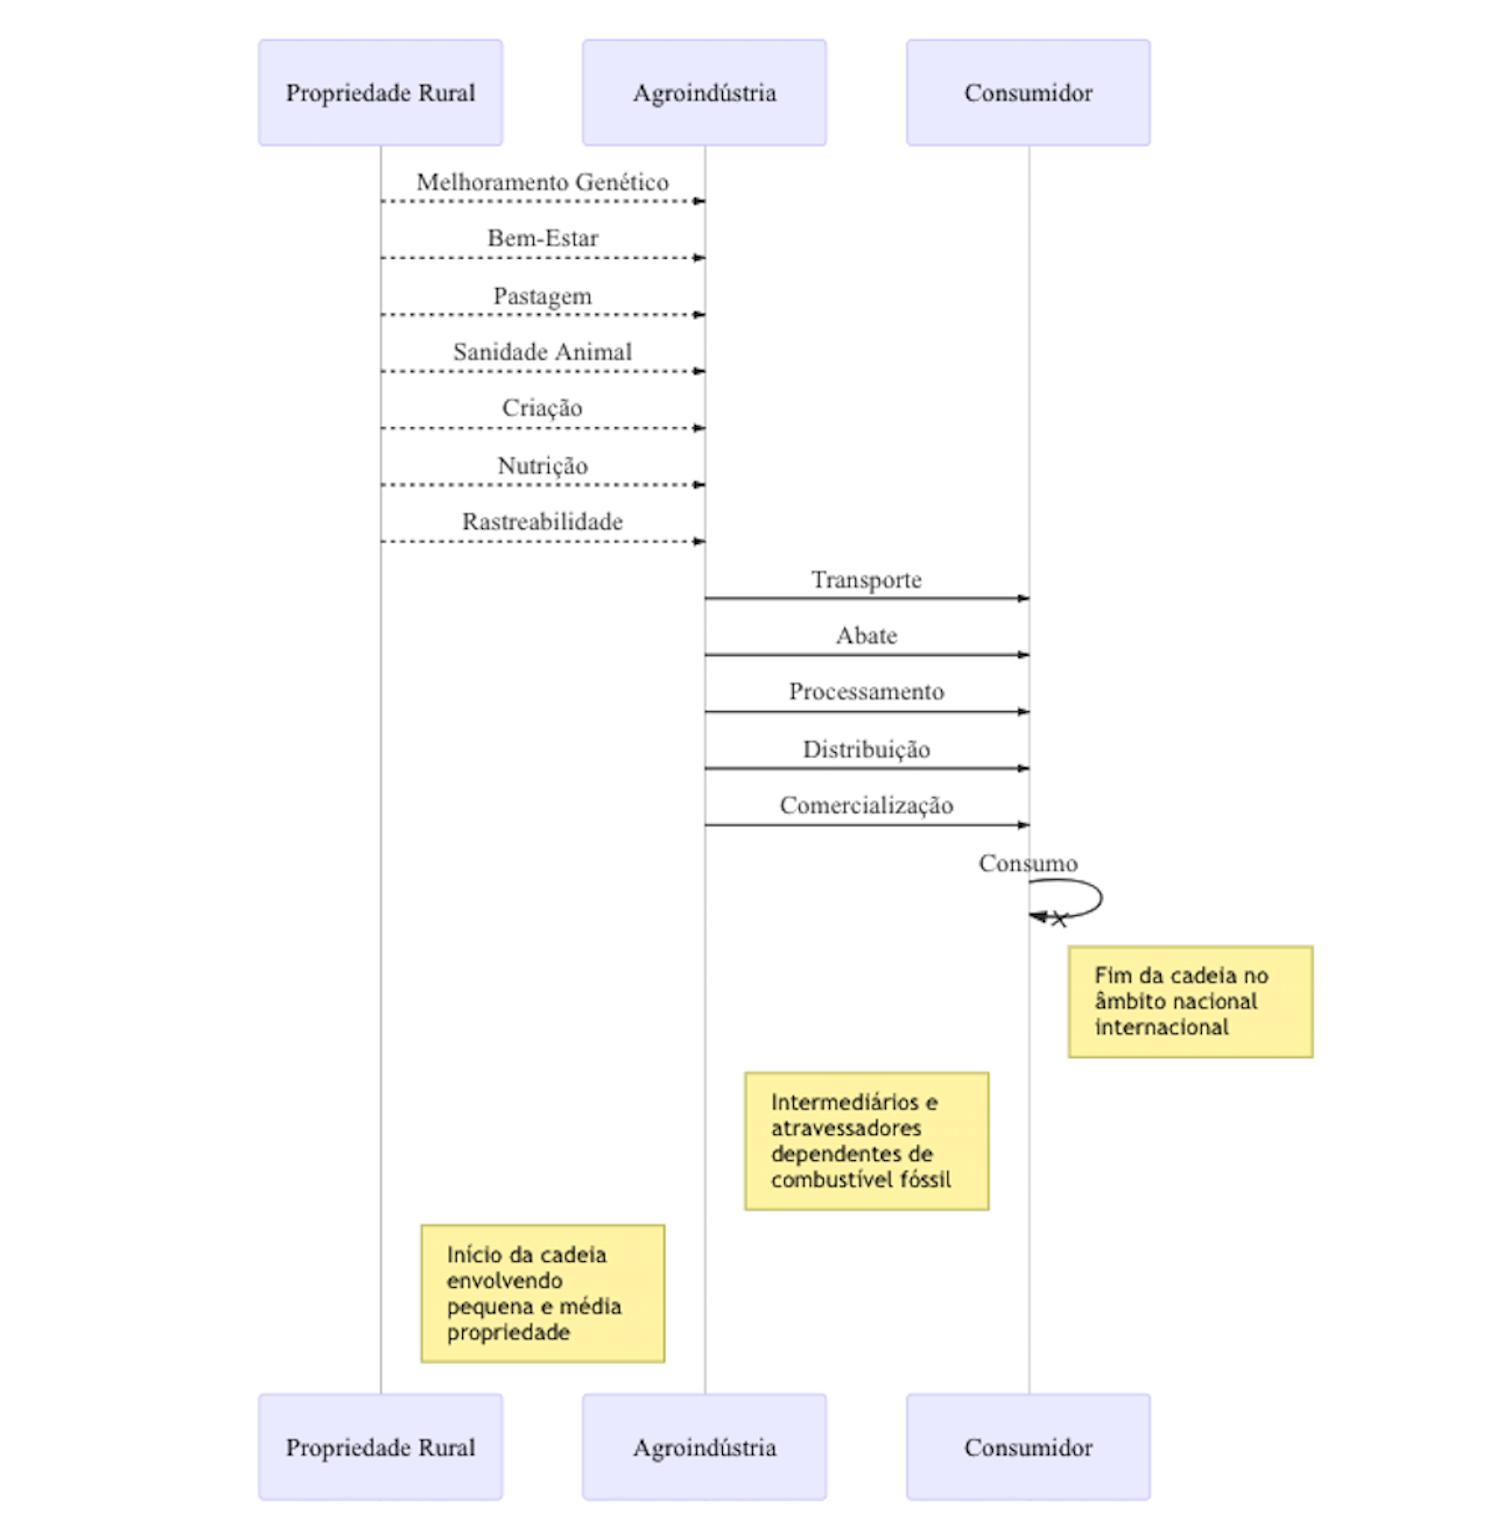 Propriedade Rural
Agroindústria
Consumidor
Melhoramento Genético
Bem-Estar
Pastagem
Sanidade Animal
Criação
Nutrição
Rastreabilidade
Transporte
Abate
Processamento
Distribuição
Comercialização
Consumo
Fim da cadeia no
âmbito nacional
internacional
Intermediários e
atravessadores
dependentes de
combustível fóssil
Início da cadeia
envolvendo
pequena e média
propriedade
Propriedade Rural
Agroindústria
Consumidor